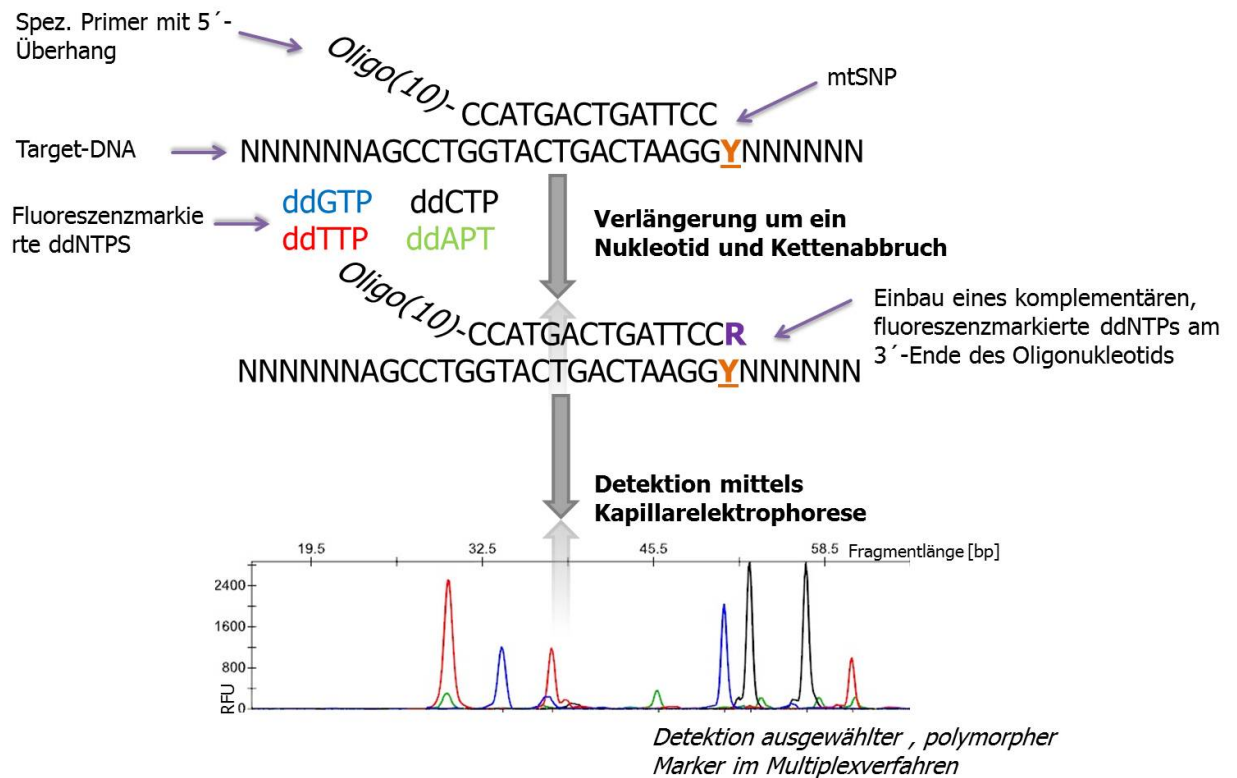 Spez. Primer mit 5´-
Überhang
Oligo(10)-
CCATGACTGATTCC
mtSNP
Target-DNA
NNNNNNAGCCTGGTACTGACTAAGGYNNNNNN
Fluoreszenzmarkie
rte ddNTPS
ddGTP ddCTP
ddTTP ddAPT
Verlängerung um ein
Nukleotid und Kettenabbruch
Oligo(10)-
CCATGACTGATTCCR
NNNNNNAGCCTGGTACTGACTAAGGYNNNNNN
Einbau eines komplementären,
fluoreszenzmarkierte ddNTPs am
3´-Ende des Oligonukleotids
Detektion mittels
Kapillarelektrophorese
19.5 32.5 45.5 58.5 Fragmentlänge [bp]
2400
1600
800
0
RFU
Detektion ausgewählter , polymorpher
Marker im Multiplexverfahren